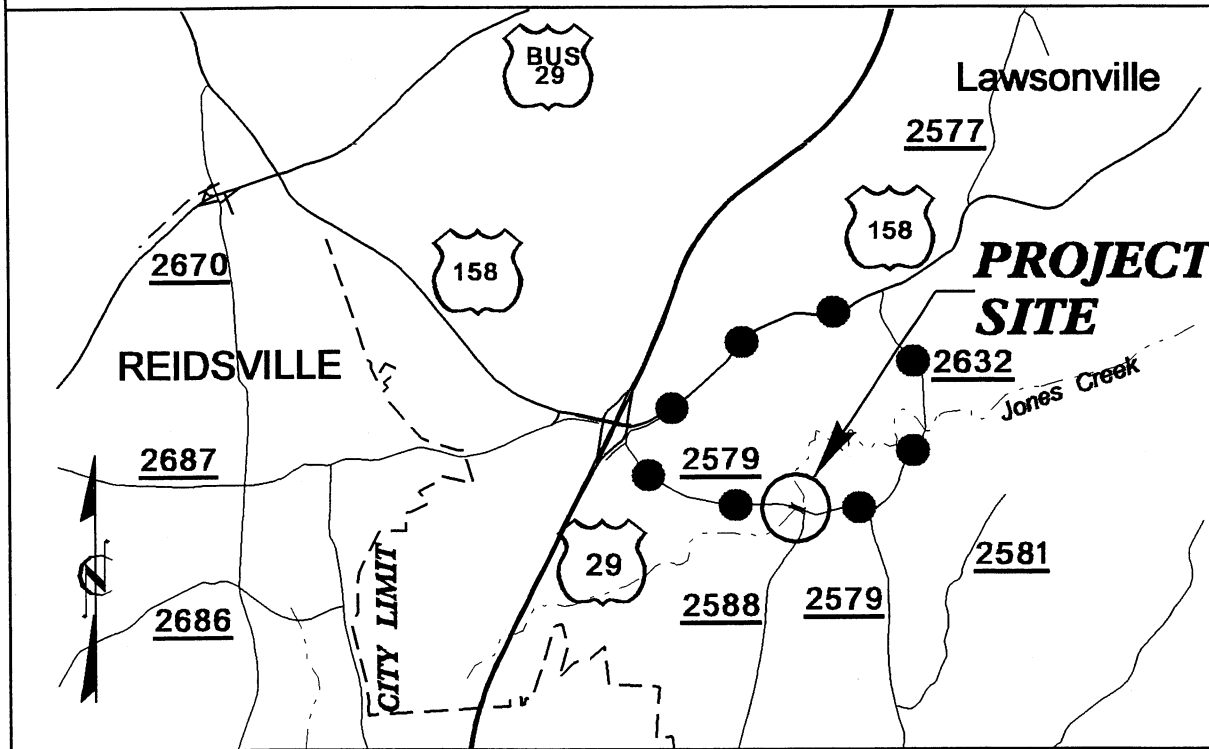 BUS
29
Lawsonville
2577
158
PROJECT
SITE
2670
158
REIDSVILLE
2632
Jones Creek
2687
2579
29
2581
CITY LIMIT
2588
2579
2686
N